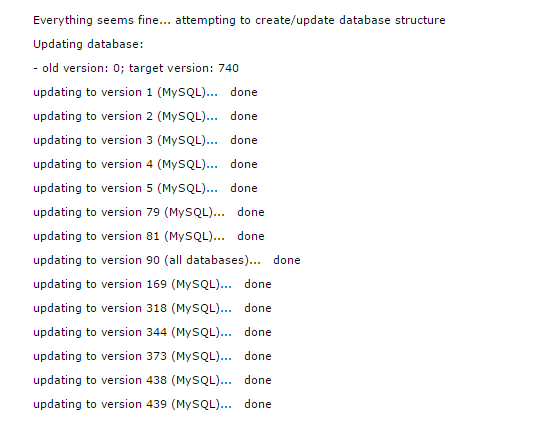 Everything seems fine... attempting to create/update database structure
Updating database:
- old version: 0; target version: 740
updating to version 1 (MySQL)... done
updating to version 2 (MySQL)... done
updating to version 3 (MySQL)... done
updating to version 4 (MySQL)... done
updating to version 5 (MySQL)... done
updating to version 79 (MySQL)... done
updating to version 81 (MySQL)... done
updating to version 90 (all databases)... done
updating to version 169 (MySQL)... done
updating to version 318 (MySQL)... done
updating to version 344 (MySQL)... done
updating to version 373 (MySQL)... done
updating to version 438 (MySQL)... done
updating to version 439 (MySQL)... done